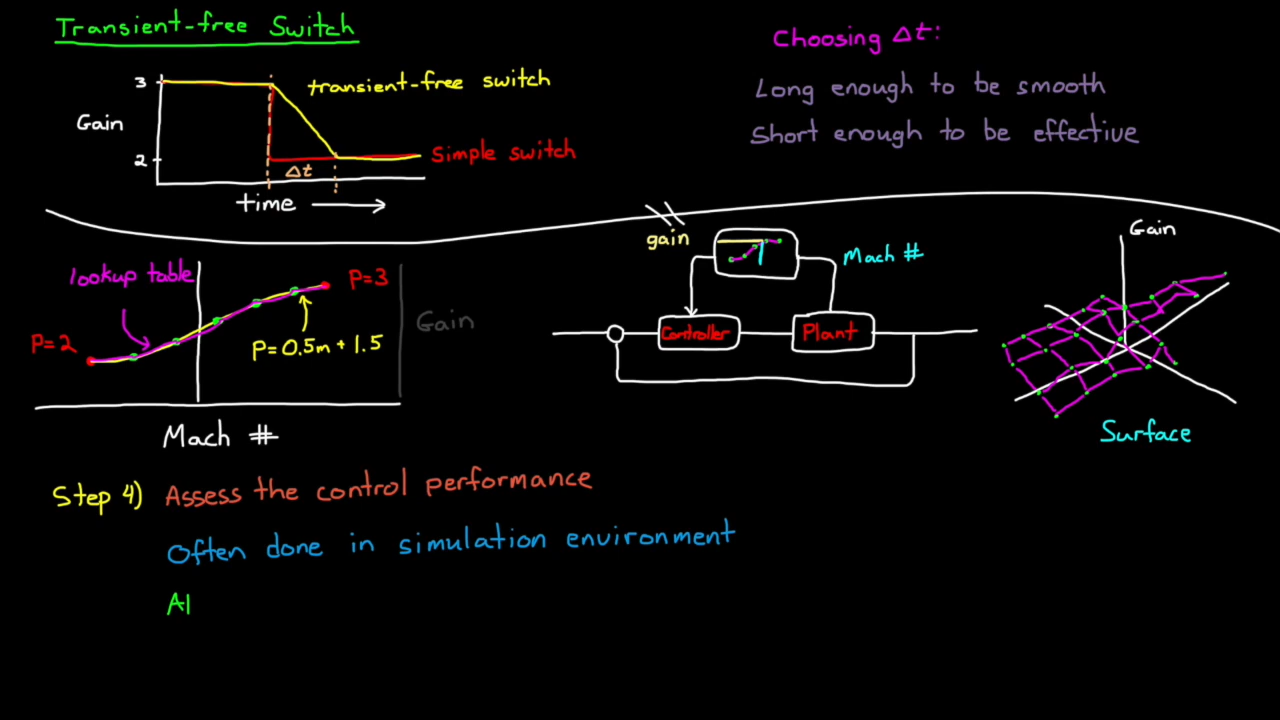 Transient-free Switch
3
transient-free switch
Gain
2
Simple switch
Δt
time
Choosing Δt:
Long enough to be smooth
Short enough to be effective
lookup table
P=3
P=2
P=0.5m + 1.5
Gain
Mach #
gain
Mach #
Controller
Plant
Gain
Surface
Step 4) Assess the control performance
Often done in simulation environment
Al